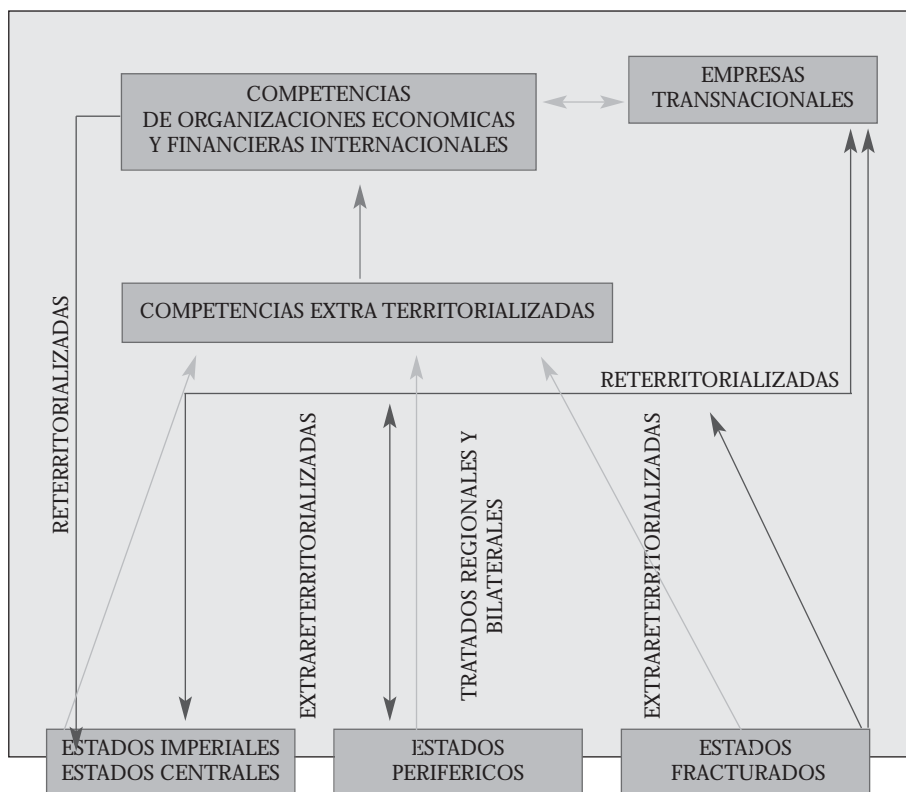 COMPETENCIAS
DE ORGANIZACIONES ECONOMICAS
Y FINANCIERAS INTERNACIONALES
EMPRESAS
TRANSNACIONALES
COMPETENCIAS EXTRA TERRITORIALIZADAS
RETERRITORIALIZADAS
RETERRITORIALIZADAS
EXTRARETERRITORIALIZADAS
TRATADOS REGIONALES Y
BILATERALES
EXTRARETERRITORIALIZADAS
ESTADOS IMPERIALES
ESTADOS CENTRALES
ESTADOS
PERIFERICOS
ESTADOS
FRACTURADOS